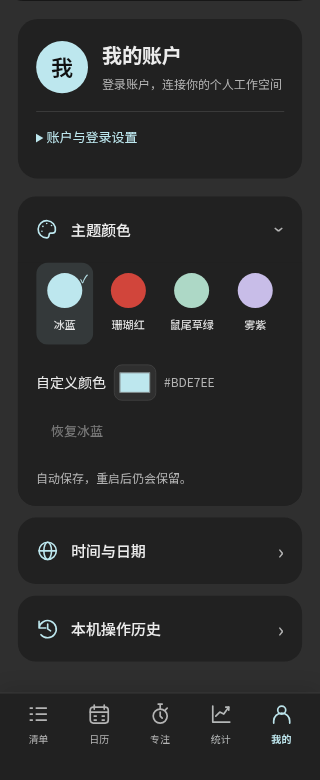 我
我的账户
登录账户，连接你的个人工作空间
▶ 账户与登录设置
主题颜色
✓
冰蓝
珊瑚红
鼠尾草绿
雾紫
自定义颜色
#BDE7EE
恢复冰蓝
自动保存，重启后仍会保留。
时间与日期
本机操作历史
清单
日历
专注
统计
我的